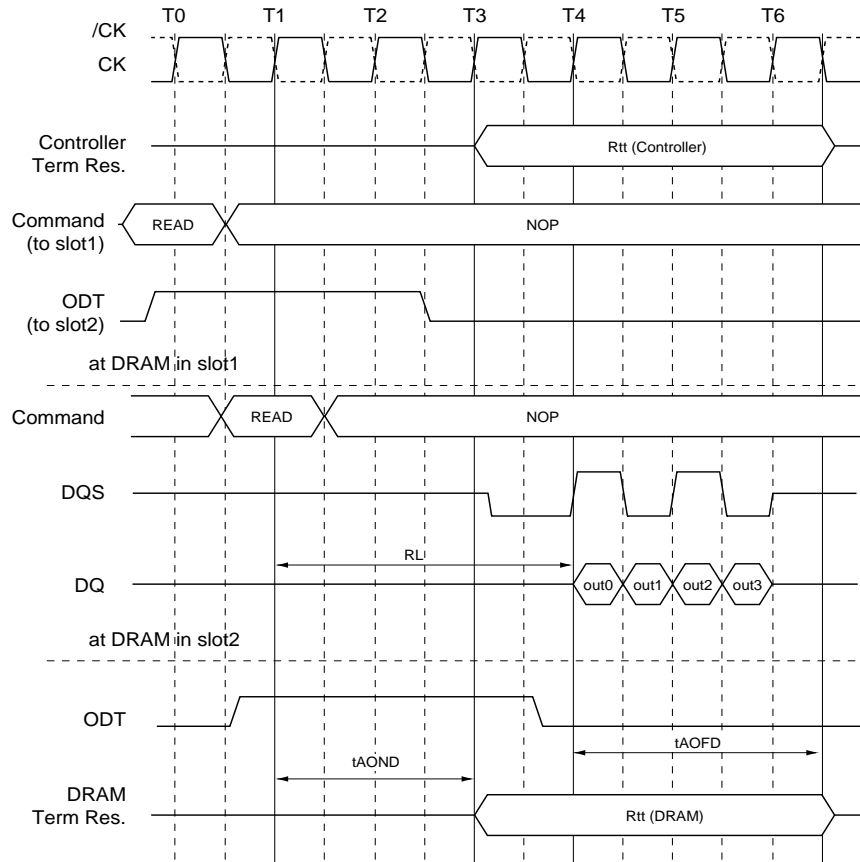 T0 T1 T2 T3 T4 T5 T6
/CK
CK
Controller
Term Res.
Rtt (Controller)
Command
(to slot1)
READ
NOP
ODT
(to slot2)
at DRAM in slot1
Command
READ
NOP
DQS
RL
DQ
out0 out1 out2 out3
at DRAM in slot2
ODT
tAOFD
tAOND
DRAM
Term Res.
Rtt (DRAM)